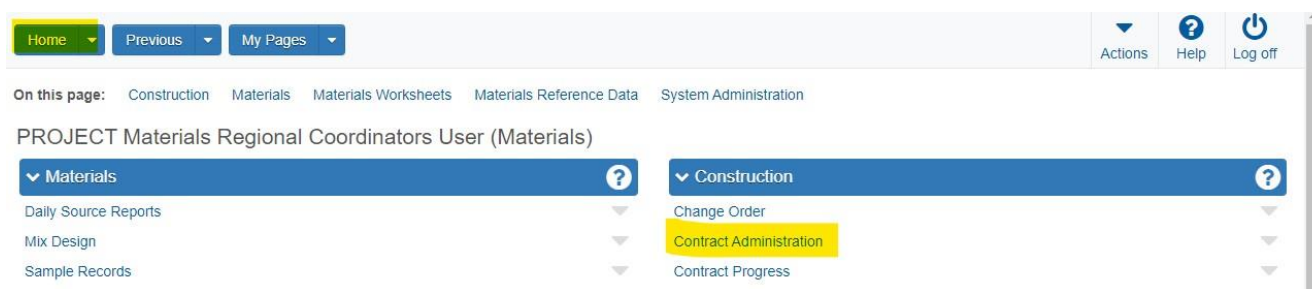 Home Previous My Pages
Actions Help Log off
On this page: Construction Materials Materials Worksheets Materials Reference Data System Administration
PROJECT Materials Regional Coordinators User (Materials)
Materials ?
Daily Source Reports
Mix Design
Sample Records
Construction ?
Change Order
Contract Administration
Contract Progress